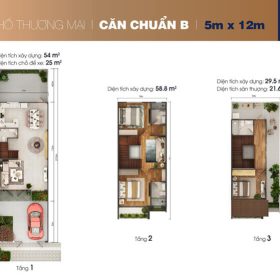 HỐ THƯƠNG MẠI | CĂN CHUẨN B | 5m x 12m
Diện tích xây dựng: 54 m²
Diện tích chỗ để xe: 25 m²
Diện tích xây dựng: 58.8 m²
Diện tích xây dựng: 29.5
Diện tích sân thượng: 21.6
Tầng 1
Tầng 2
Tầng 3